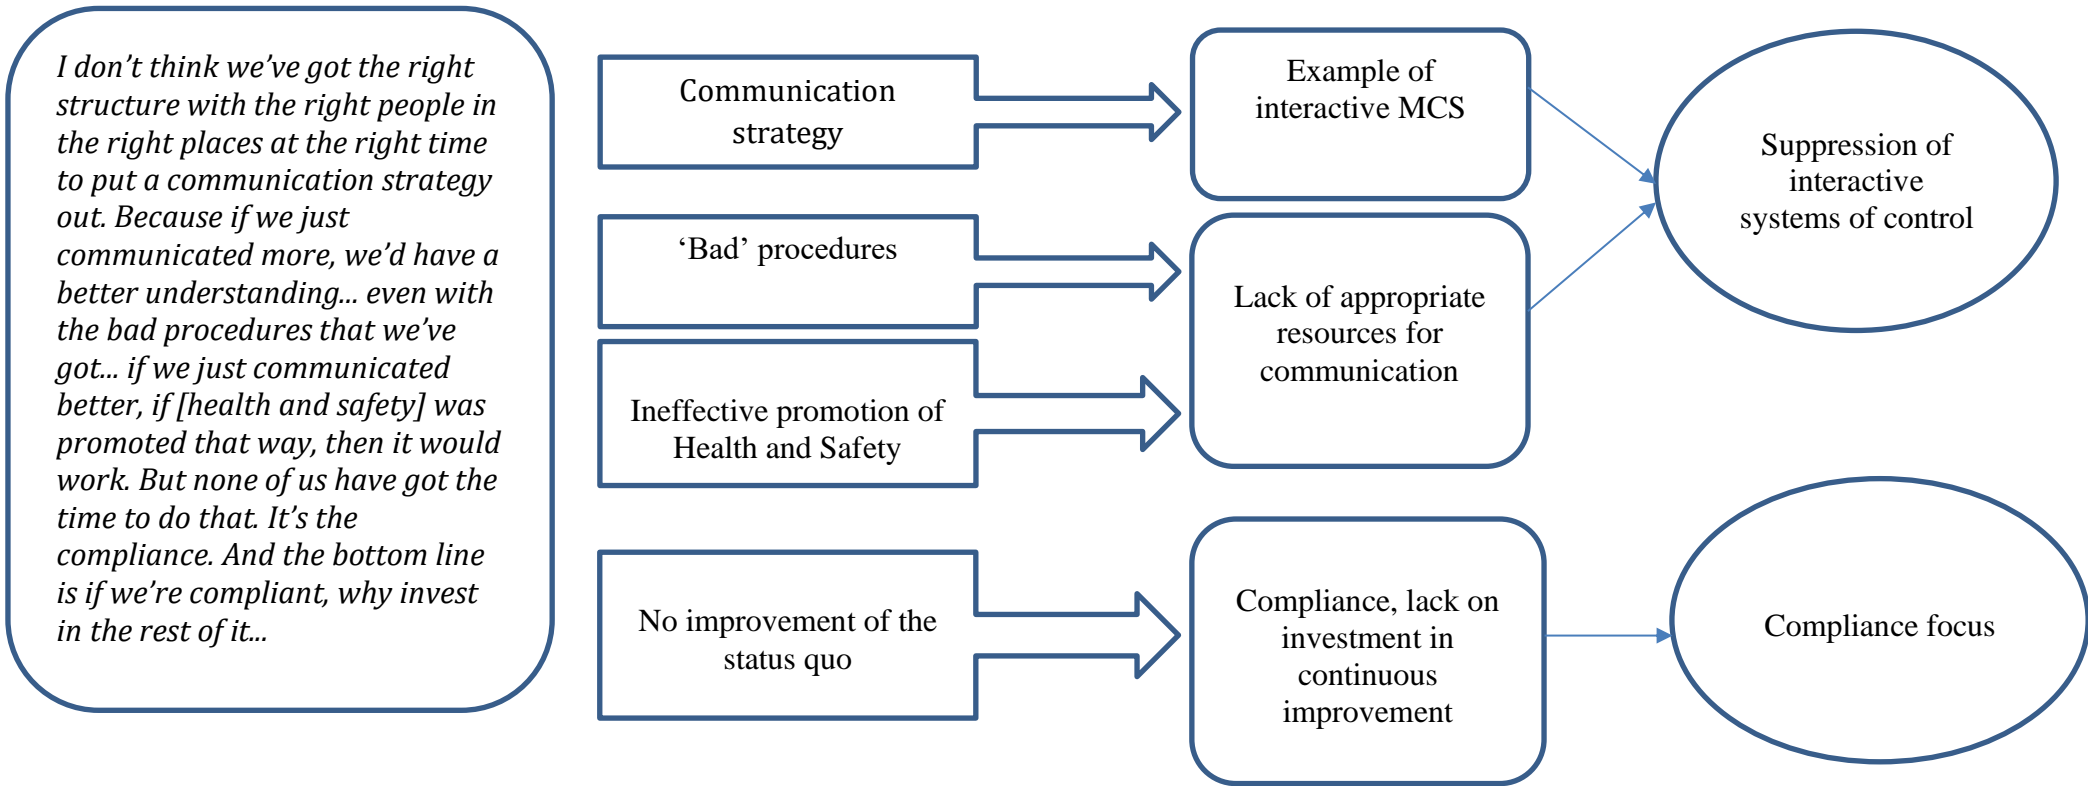 I don’t think we’ve got the right
structure with the right people in
the right places at the right time
to put a communication strategy
out. Because if we just
communicated more, we’d have a
better understanding... even with
the bad procedures that we’ve
got... if we just communicated
better, if [health and safety] was
promoted that way, then it would
work. But none of us have got the
time to do that. It’s the
compliance. And the bottom line
is if we’re compliant, why invest
in the rest of it...
Communication
strategy
‘Bad’ procedures
Ineffective promotion of
Health and Safety
No improvement of the
status quo
Example of
interactive MCS
Lack of appropriate
resources for
communication
Compliance, lack on
investment in
continuous
improvement
Suppression of
interactive
systems of control
Compliance focus